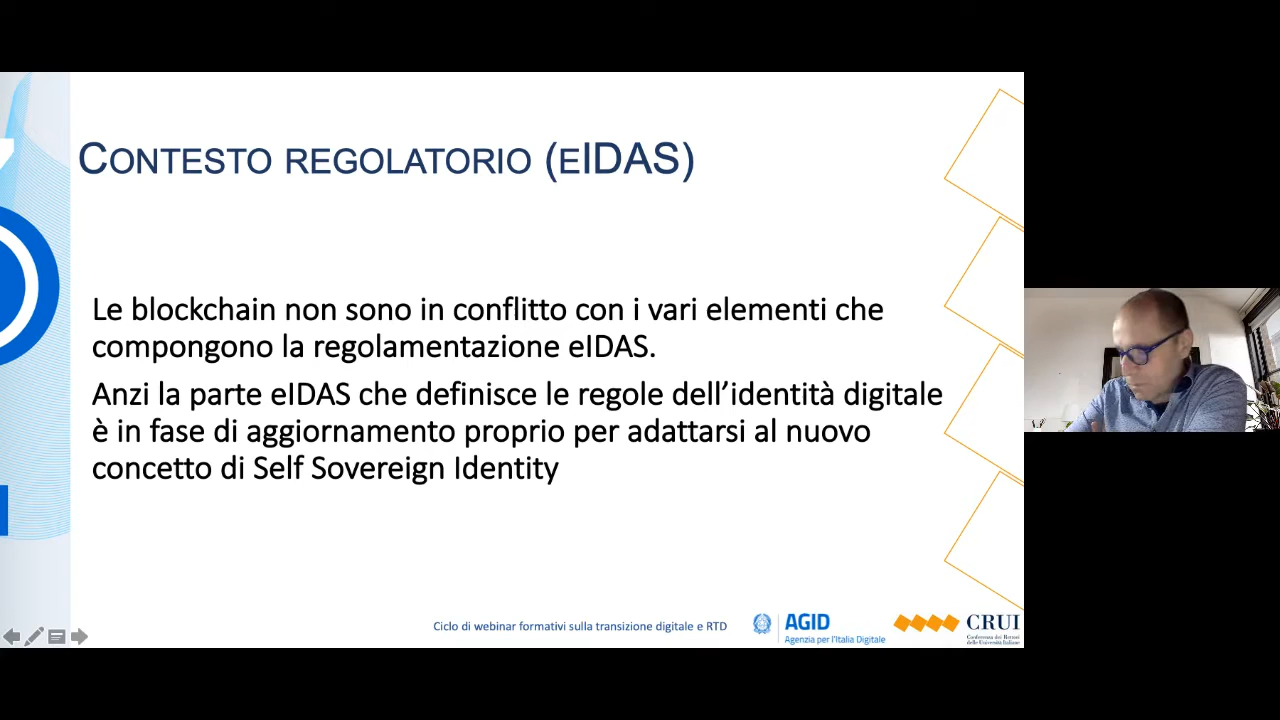 CONTESTO REGOLATORIO (EIDAS)
Le blockchain non sono in conflitto con i vari elementi che
compongono la regolamentazione eIDAS.
Anzi la parte eIDAS che definisce le regole dell’identità digitale
è in fase di aggiornamento proprio per adattarsi al nuovo
concetto di Self Sovereign Identity
Ciclo di webinar formativi sulla transizione digitale e RTD
AGID
Agenzia per l'Italia Digitale
CRUI
Conferenza dei Rettori
delle Università Italiane